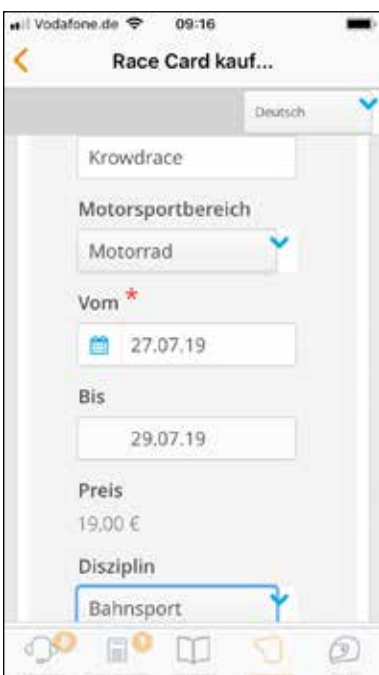 Vodafone.de 09:16
Race Card kauf...
Deutsch
Krowdrace
Motorsportbereich
Motorrad
Vom *
27.07.19
Bis
29.07.19
Preis
19,00 €
Disziplin
Bahnsport